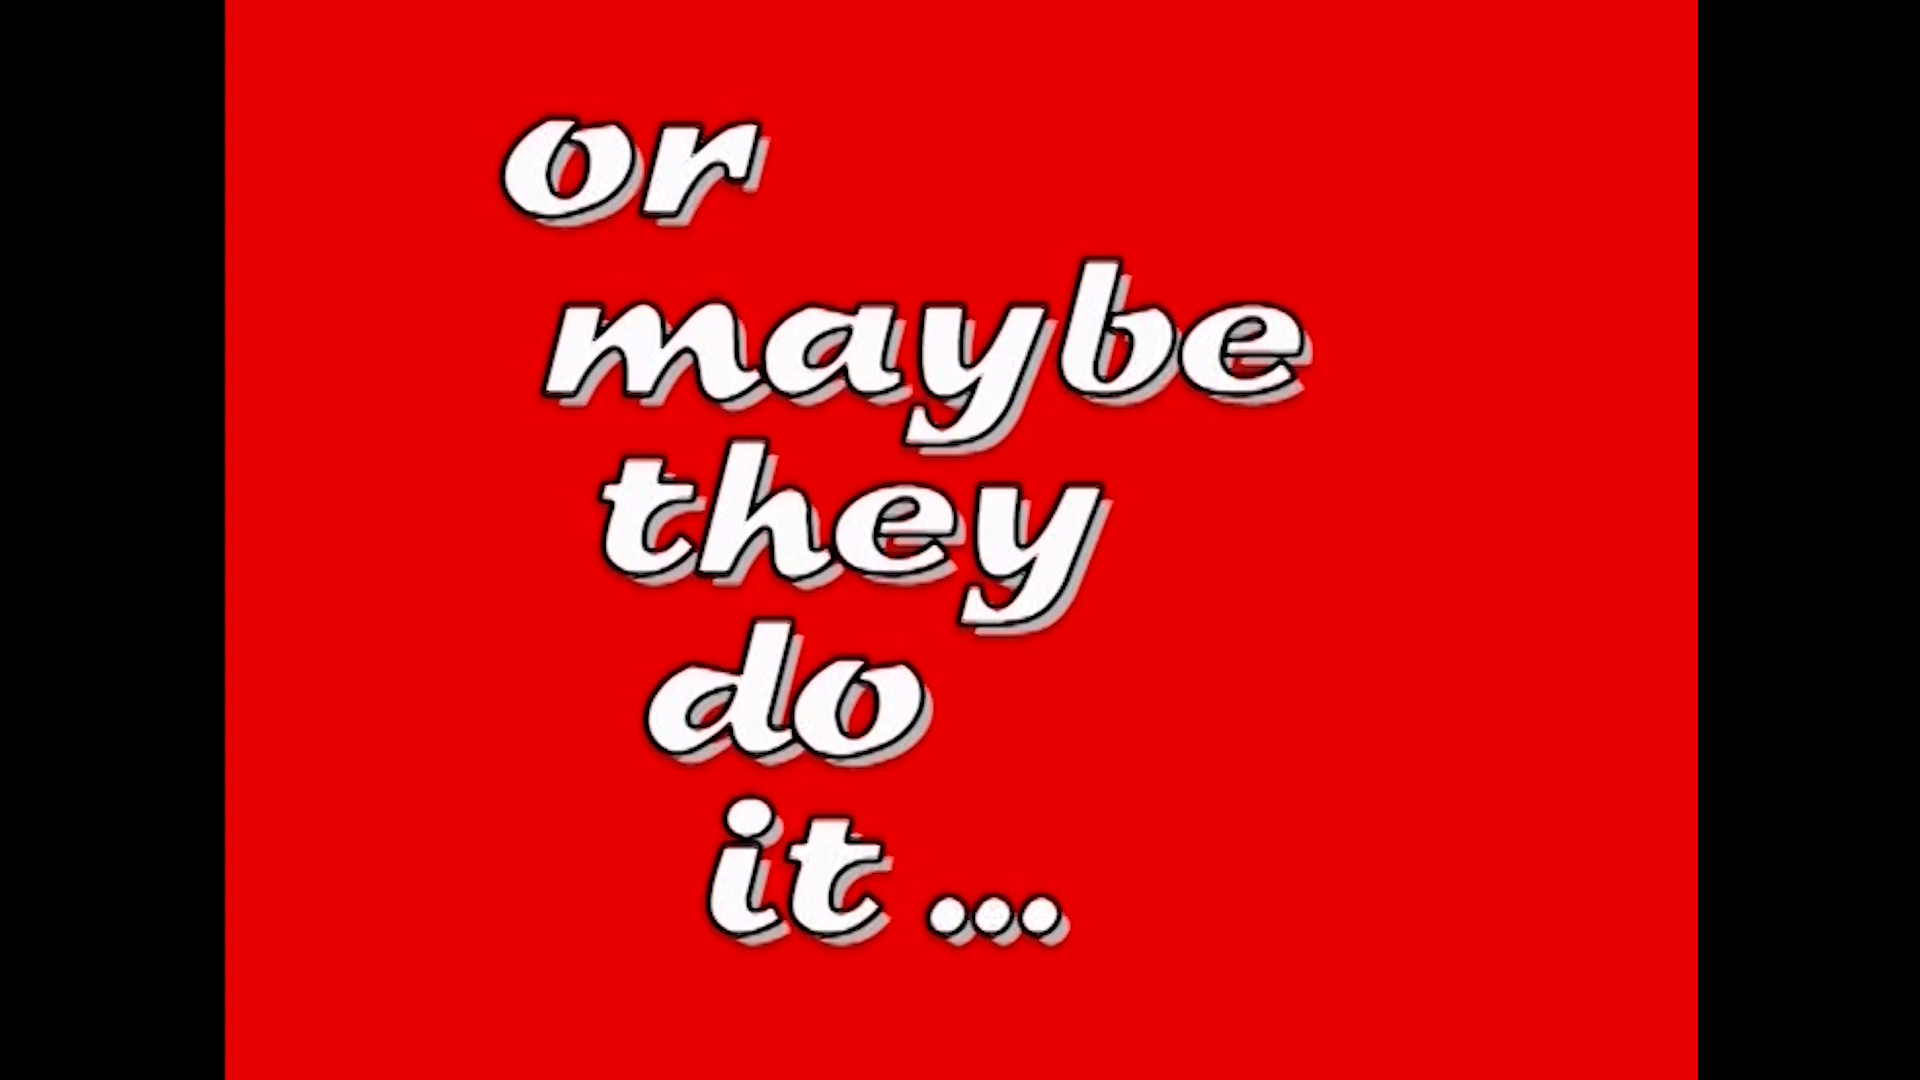 or
maybe
they
do
it ...